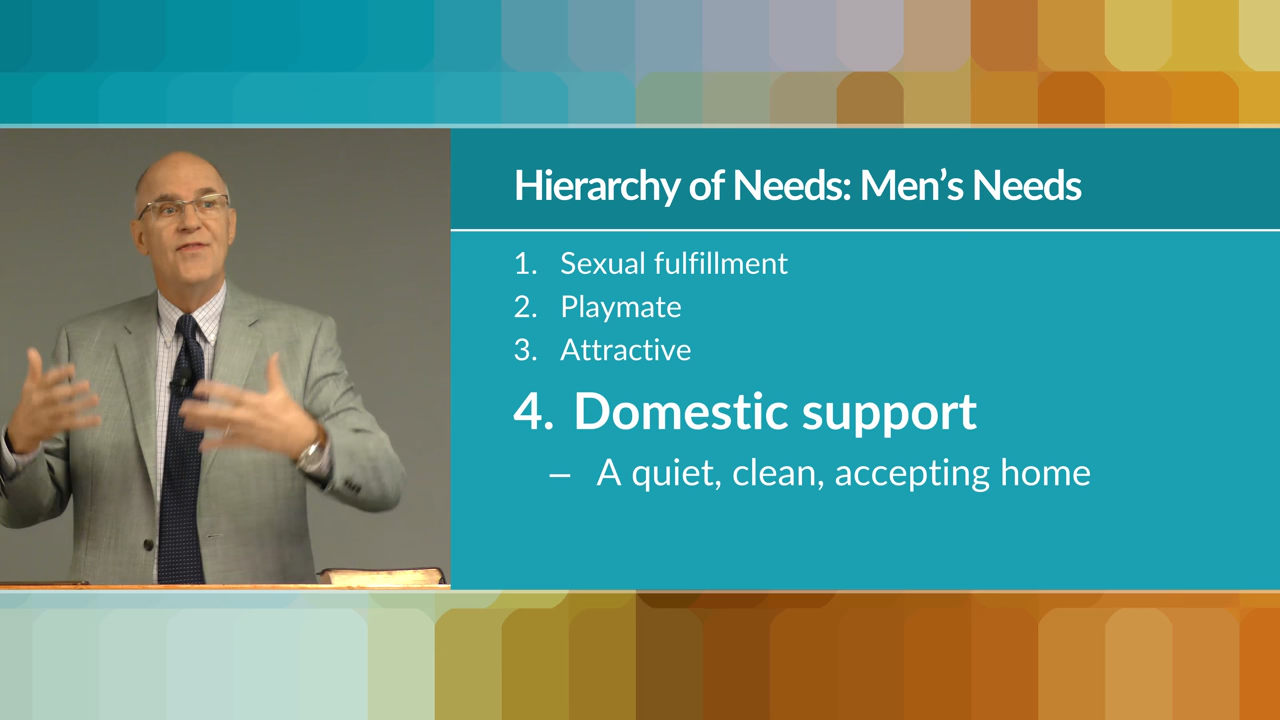 Hierarchy of Needs: Men’s Needs
1. Sexual fulfillment
2. Playmate
3. Attractive
4. Domestic support
– A quiet, clean, accepting home